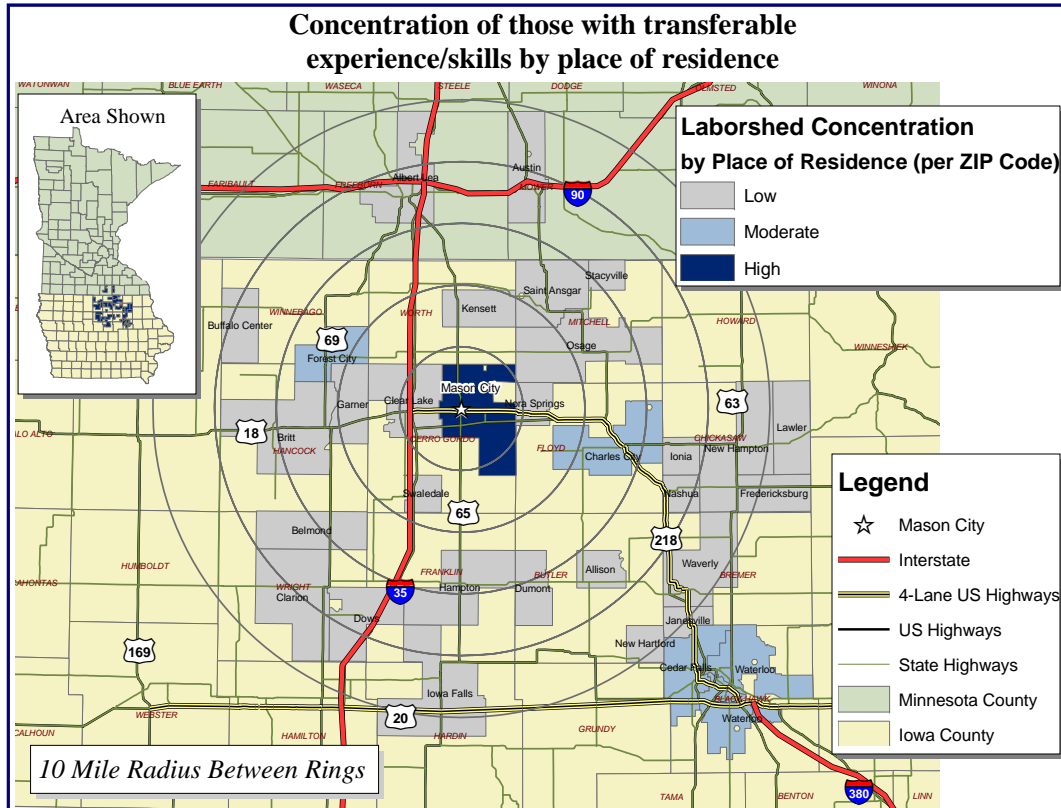 Concentration of those with transferable
experience/skills by place of residence
WATONWAN
BLUE EARTH
WASECA
STEELE
DODGE
OLMSTED
WINONA
Area Shown
Laborshed Concentration
by Place of Residence (per ZIP Code)
Low
Moderate
High
Austin
Albert Lea
FARIBAULT
FREEBORN
MOWER
90
Stacyville
Saint Ansgar
Kensett
WINNEBAGO
WORTH
MITCHELL
HOWARD
WINNESHIEK
Buffalo Center
69
Osage
Forest City
Mason City
Garner
Clear Lake
Nora Springs
63
18
Britt
HANCOCK
CERRO GORDO
FLOYD
Charles City
CHICKASAW
New Hampton
Lawler
Ionia
ALO ALTO
Swaledale
Nashua
Fredericksburg
65
218
Belmond
HUMBOLDT
WRIGHT
Clarion
FRANKLIN
Hampton
BUTLER
Dumont
Allison
Waverly
BREMER
35
Dows
Janesville
New Hartford
169
Cedar Falls
Waterloo
Iowa Falls
BLACK HAWK
Waterloo
WEBSTER
20
CALHOUN
HAMILTON
HARDIN
GRUNDY
TAMA
BENTON
LINN
380
10 Mile Radius Between Rings
Legend
Mason City
Interstate
4-Lane US Highways
US Highways
State Highways
Minnesota County
Iowa County